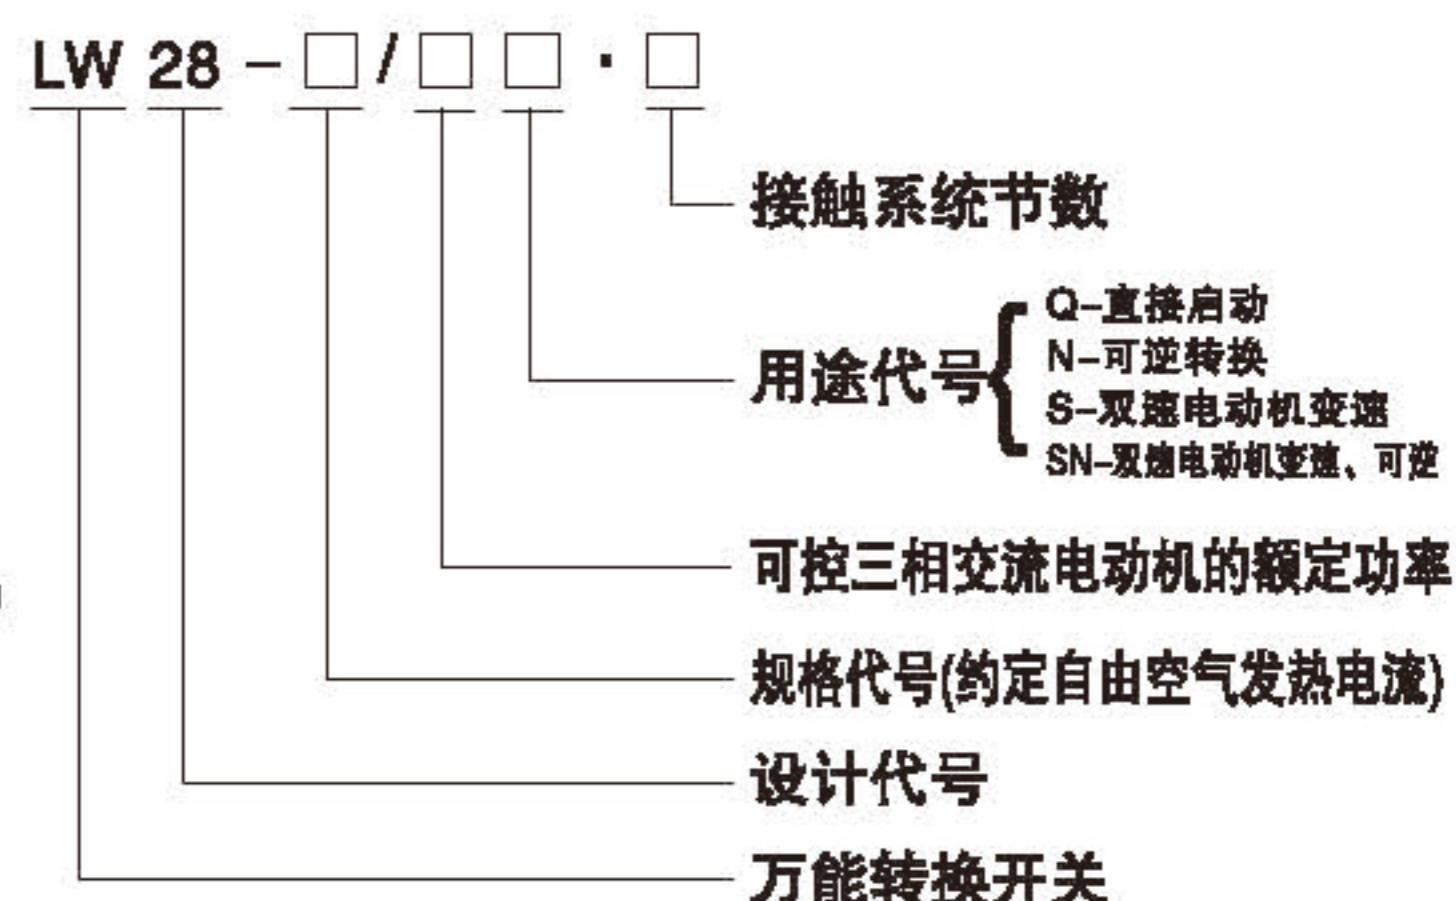 LW 28 - □ / □ □ · □
接触系统节数
用途代号
Q-直接启动
N-可逆转换
S-双速电动机变速
SN-双速电动机变速、可逆
可控三相交流电动机的额定功率
规格代号(约定自由空气发热电流)
设计代号
万能转换开关